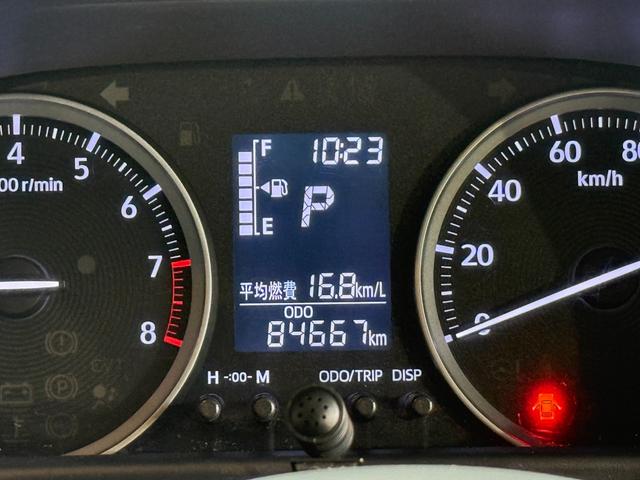 F 10:23
P
E
平均燃費 16.8km/L
ODO
84667km
4
5
6
7
8
00 r/min
0
20
40
60
80
km/h
H -:00- M ODO/TRIP DISP